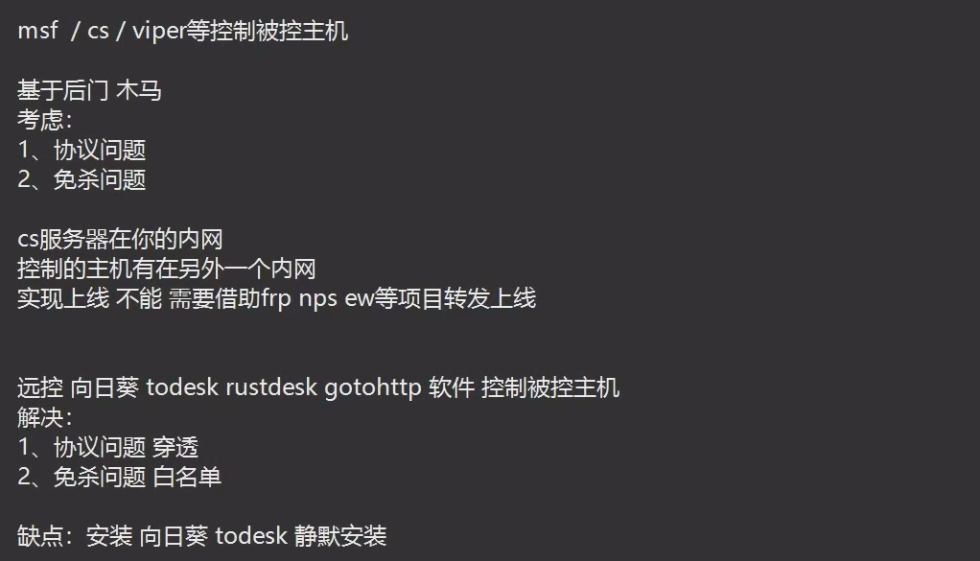 msf / cs / viper等控制被控主机
基于后门 木马
考虑：
1、协议问题
2、免杀问题
cs服务器在你的内网
控制的主机有在另外一个内网
实现上线 不能 需要借助frp nps ew等项目转发上线
远控 向日葵 todesk rustdesk gotohttp 软件 控制被控主机
解决：
1、协议问题 穿透
2、免杀问题 白名单
缺点：安装 向日葵 todesk 静默安装